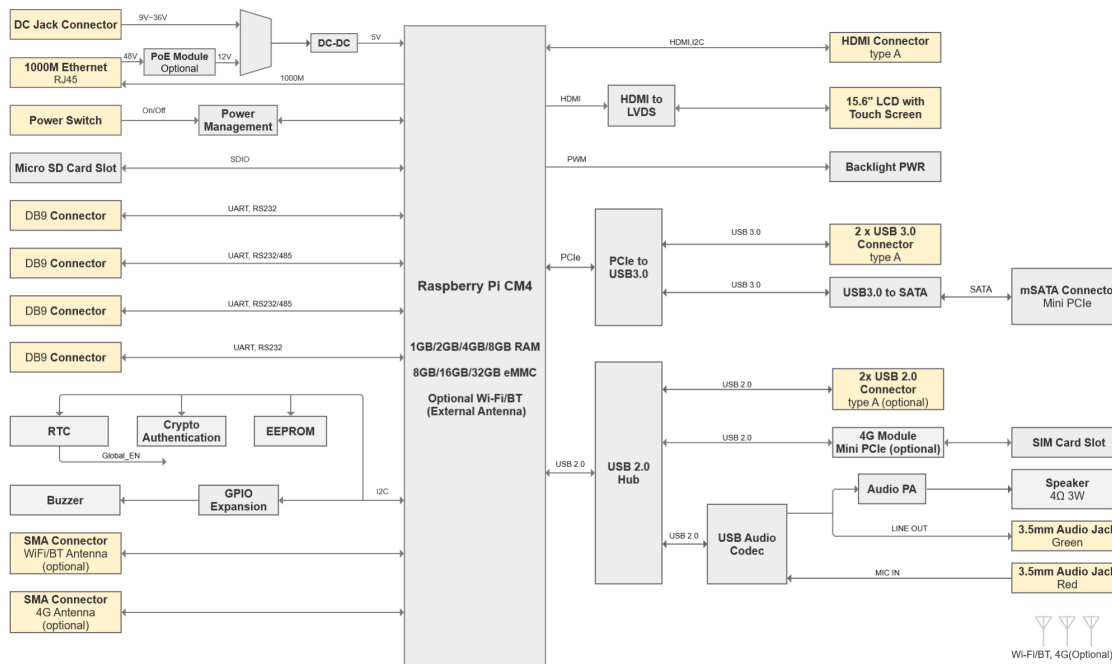 DC Jack Connector
9V~36V
DC-DC
5V
48V
PoE Module
Optional
12V
1000M Ethernet
RJ45
1000M
Power Switch
On/Off
Power
Management
Micro SD Card Slot
SDIO
DB9 Connector
UART, RS232
DB9 Connector
UART, RS232/485
DB9 Connector
UART, RS232/485
DB9 Connector
UART, RS232
RTC
Crypto
Authentication
EEPROM
Global_EN
Buzzer
GPIO
Expansion
I2C
SMA Connector
WiFi/BT Antenna
(optional)
SMA Connector
4G Antenna
(optional)
Raspberry Pi CM4
1GB/2GB/4GB/8GB RAM
8GB/16GB/32GB eMMC
Optional Wi-Fi/BT
(External Antenna)
HDMI,I2C
HDMI Connector
type A
HDMI
HDMI to
LVDS
15.6" LCD with
Touch Screen
PWM
Backlight PWR
PCIe
PCIe to
USB3.0
USB 3.0
2 x USB 3.0
Connector
type A
USB 3.0
USB3.0 to SATA
SATA
mSATA Connecto
Mini PCIe
USB 2.0
USB 2.0
Hub
USB 2.0
2x USB 2.0
Connector
type A (optional)
USB 2.0
4G Module
Mini PCIe (optional)
SIM Card Slot
USB 2.0
USB Audio
Codec
Audio PA
Speaker
4Ω 3W
LINE OUT
3.5mm Audio Jack
Green
MIC IN
3.5mm Audio Jack
Red
Wi-Fi/BT, 4G(Optional)